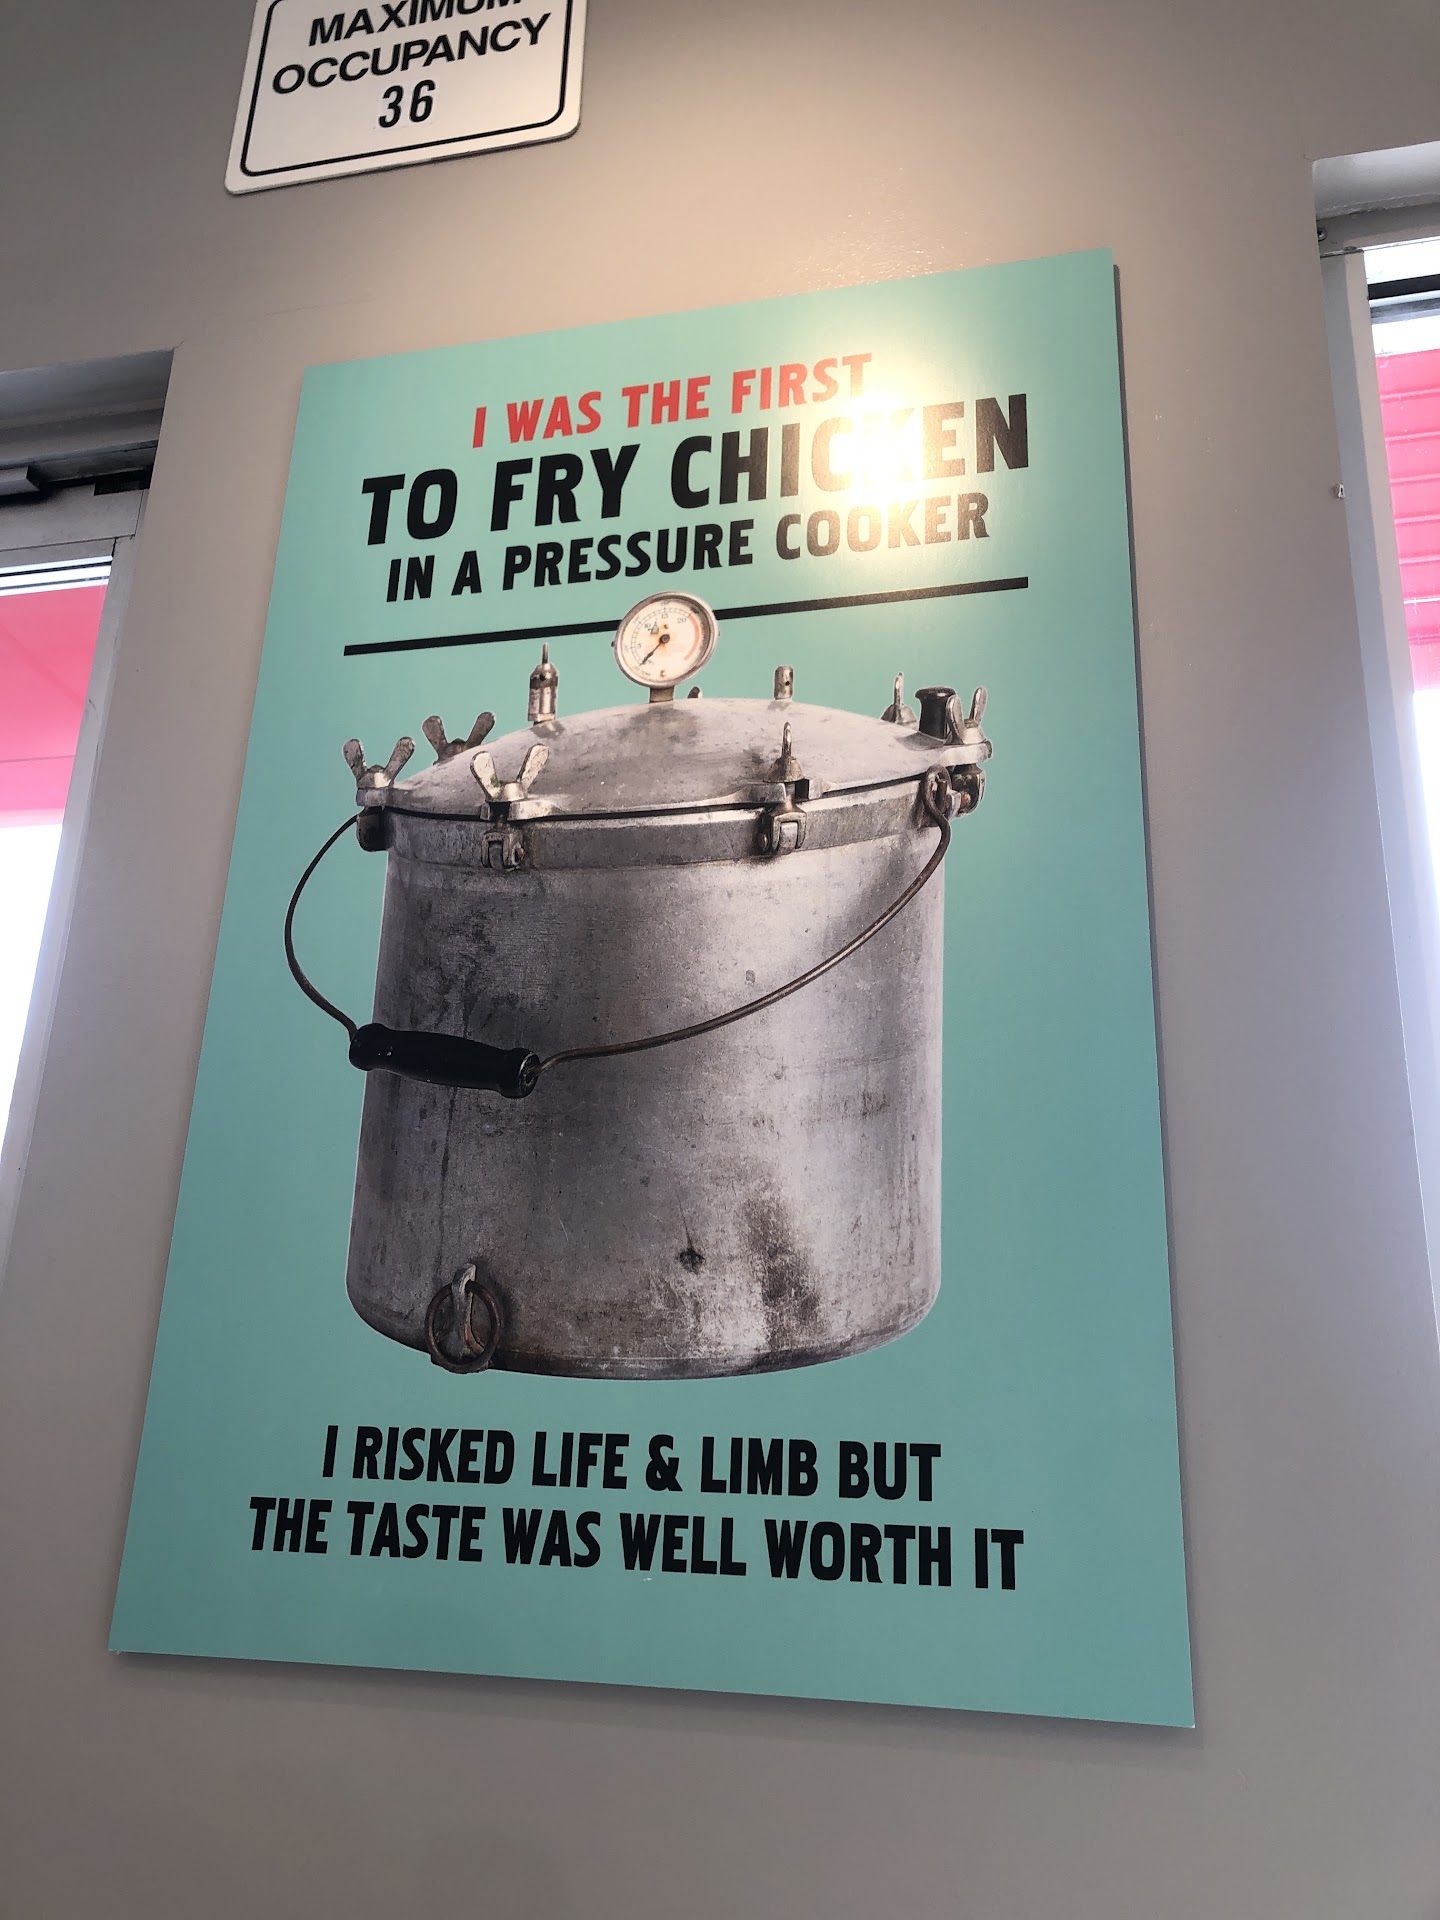 MAXIMUM
OCCUPANCY
36
I WAS THE FIRST
TO FRY CHICKEN
IN A PRESSURE COOKER
I RISKED LIFE & LIMB BUT
THE TASTE WAS WELL WORTH IT